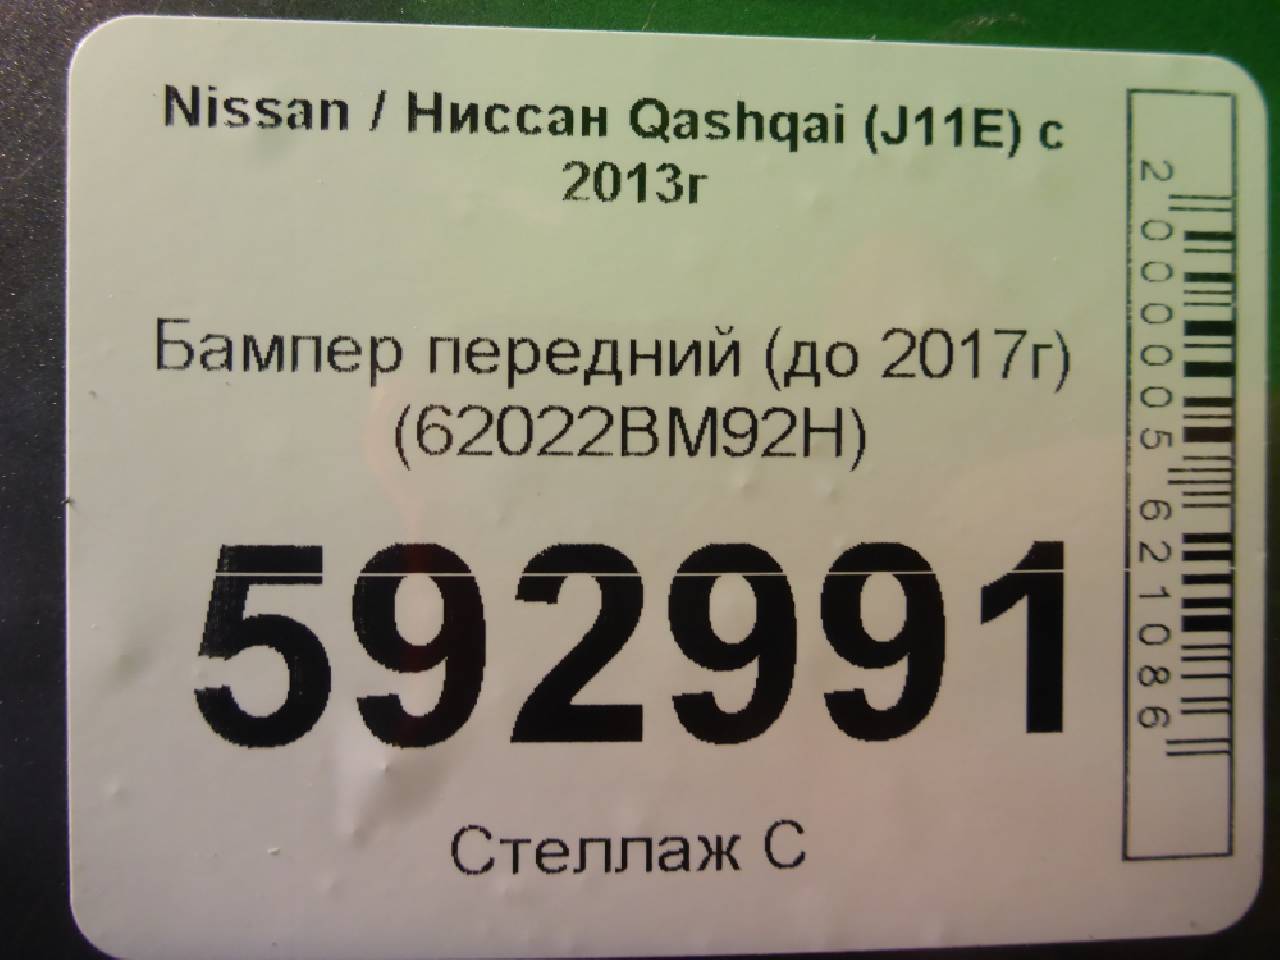 Nissan / Ниссан Qashqai (J11E) с
2013г
Бампер передний (до 2017г)
(62022BM92H)
592991
Стеллаж С
2000005621086